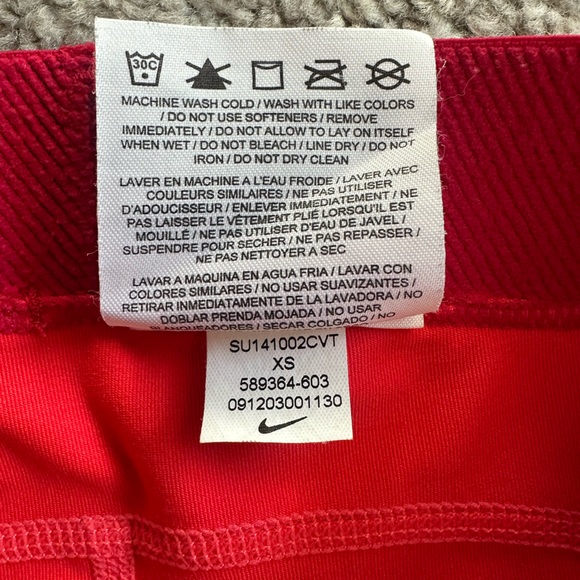 30C
MACHINE WASH COLD / WASH WITH LIKE COLORS
/ DO NOT USE SOFTENERS / REMOVE
IMMEDIATELY / DO NOT ALLOW TO LAY ON ITSELF
WHEN WET / DO NOT BLEACH / LINE DRY / DO NOT
IRON / DO NOT DRY CLEAN
LAVER EN MACHINE A L'EAU FROIDE / LAVER AVEC
COULEURS SIMILAIRES / NE PAS UTILISER
D'ADOUCISSEUR / ENLEVER IMMEDIATEMENT / NE
PAS LAISSER LE VÊTEMENT PLIÉ LORSQU'IL EST
MOUILLÉ / NE PAS UTILISER D'EAU DE JAVEL /
SUSPENDRE POUR SECHER / NE PAS REPASSER /
NE PAS NETTOYER A SEC
LAVAR A MAQUINA EN AGUA FRIA / LAVAR CON
COLORES SIMILARES / NO USAR SUAVIZANTES /
RETIRAR INMEDIATAMENTE DE LA LAVADORA / NO
DOBLAR PRENDA MOJADA / NO USAR
BLANQUEADORES / SECAR COLGADO / NO
SU141002CVT
XS
589364-603
091203001130